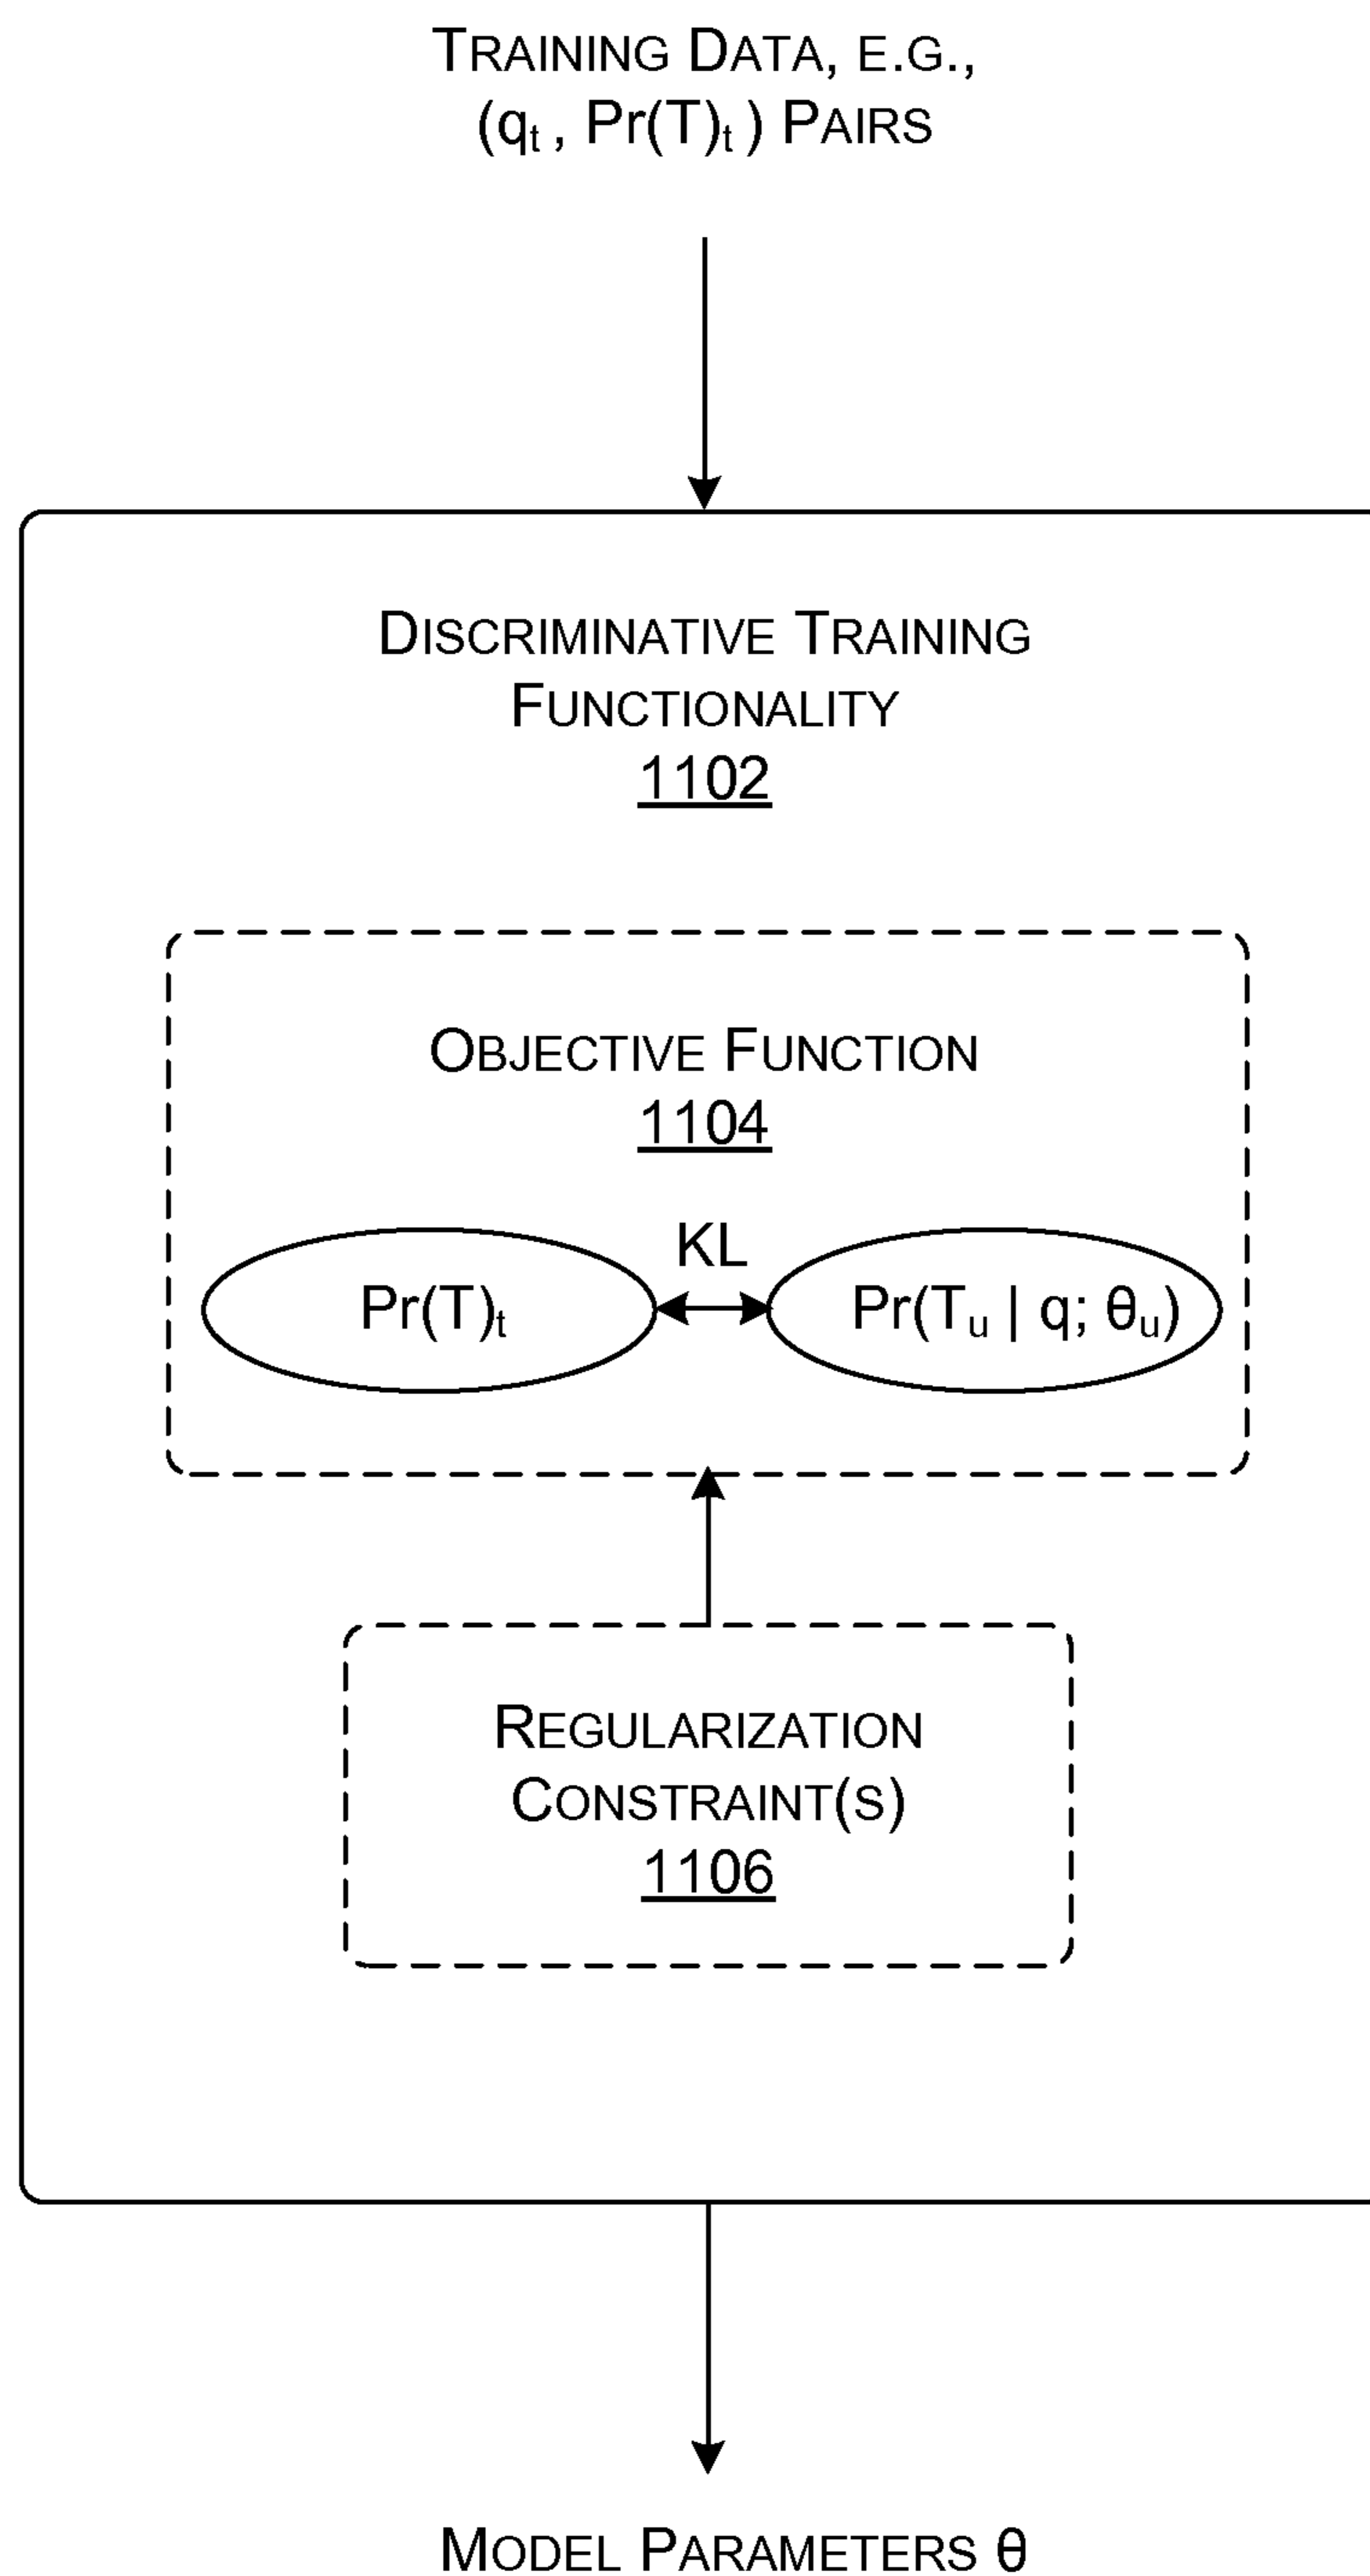 TRAINING DATA, E.G.,
(qt , Pr(T)t ) PAIRS
DISCRIMINATIVE TRAINING
FUNCTIONALITY
1102
OBJECTIVE FUNCTION
1104
KL
Pr(T)t
Pr(Tu | q; θu)
REGULARIZATION
CONSTRAINT(S)
1106
MODEL PARAMETERS θ